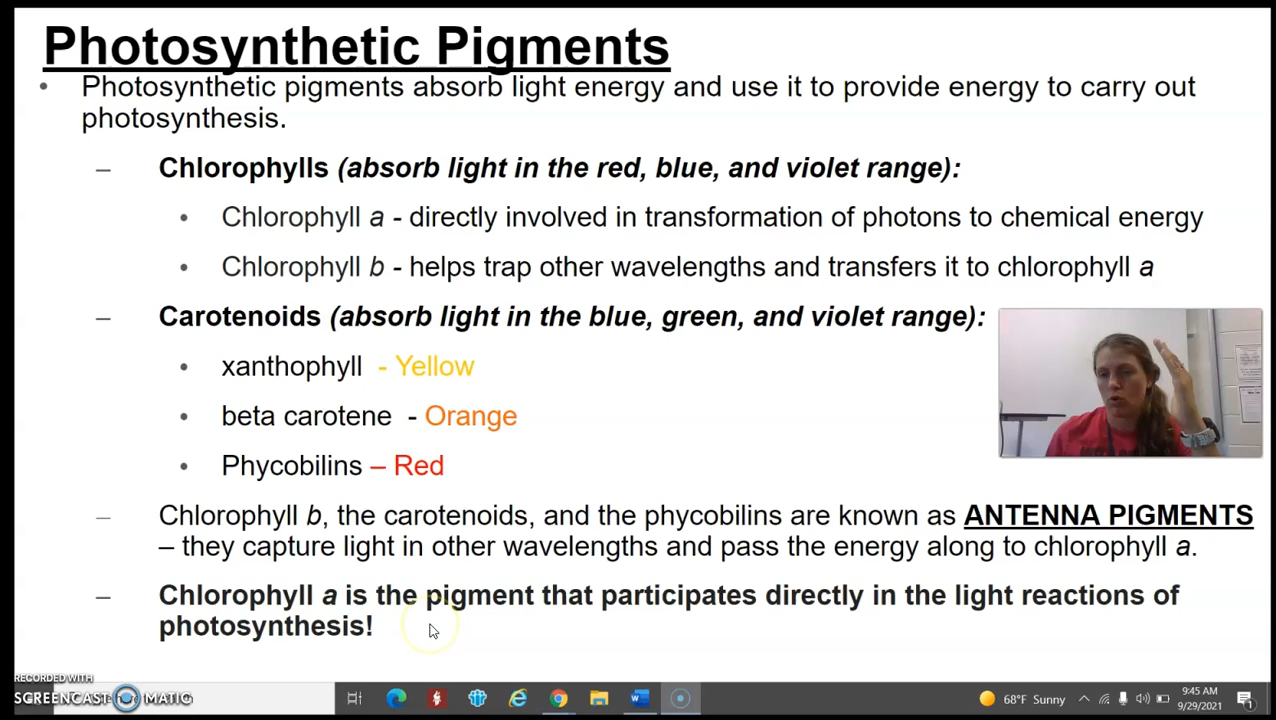 Photosynthetic Pigments
• Photosynthetic pigments absorb light energy and use it to provide energy to carry out
photosynthesis.
– Chlorophylls (absorb light in the red, blue, and violet range):
• Chlorophyll a - directly involved in transformation of photons to chemical energy
• Chlorophyll b - helps trap other wavelengths and transfers it to chlorophyll a
– Carotenoids (absorb light in the blue, green, and violet range):
• xanthophyll - Yellow
• beta carotene - Orange
• Phycobilins – Red
– Chlorophyll b, the carotenoids, and the phycobilins are known as ANTENNA PIGMENTS
– they capture light in other wavelengths and pass the energy along to chlorophyll a.
– Chlorophyll a is the pigment that participates directly in the light reactions of
photosynthesis!
RECORDED WITH
SCREENCAST MATIC
68°F Sunny
9:45 AM
9/29/2021